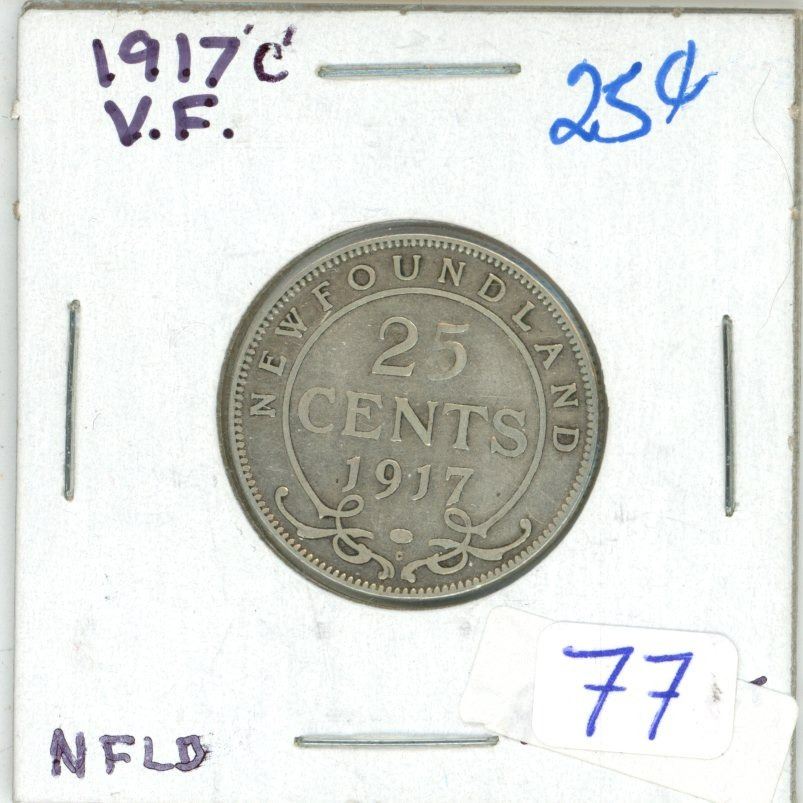 1917 'C'
V.F.
25¢
NEWFOUNDLAND
25
CENTS
1917
C
77
NFLD